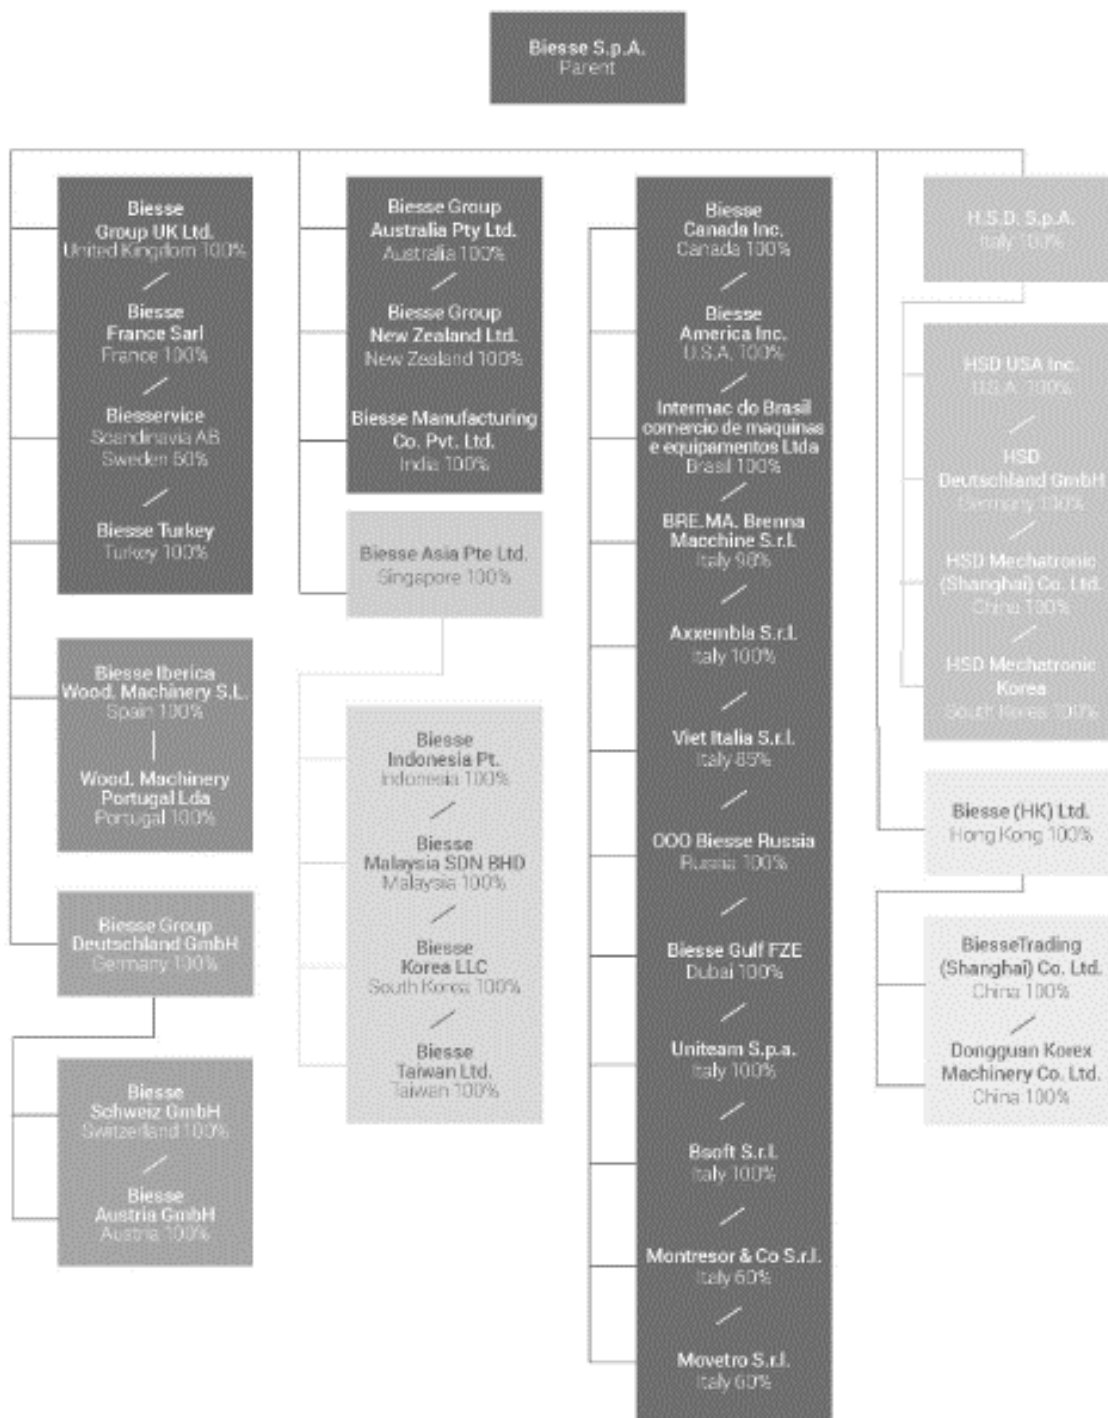 Biesse S.p.A.
Parent
Biesse
Group UK Ltd.
United Kingdom 100%
Biesse
France Sarl
France 100%
Biesservice
Scandinavia AB
Sweden 60%
Biesse Turkey
Turkey 100%
Biesse Iberica
Wood. Machinery S.L.
Spain 100%
Wood. Machinery
Portugal Lda
Portugal 100%
Biesse Group
Deutschland GmbH
Germany 100%
Biesse
Schweiz GmbH
Switzerland 100%
Biesse
Austria GmbH
Austria 100%
Biesse Group
Australia Pty Ltd.
Australia 100%
Biesse Group
New Zealand Ltd.
New Zealand 100%
Biesse Manufacturing
Co. Pvt. Ltd.
India 100%
Biesse Asia Pte Ltd.
Singapore 100%
Biesse
Indonesia Pt.
Indonesia 100%
Biesse
Malaysia SDN BHD
Malaysia 100%
Biesse
Korea LLC
South Korea 100%
Biesse
Taiwan Ltd.
Taiwan 100%
Biesse
Canada Inc.
Canada 100%
Biesse
America Inc.
U.S.A. 100%
Intermac do Brasil
comercio de maquinas
e equipamentos Ltda
Brasil 100%
BRE.MA. Brenna
Macchine S.r.l.
Italy 98%
Axxembla S.r.l.
Italy 100%
Viet Italia S.r.l.
Italy 85%
OOO Biesse Russia
Russia 100%
Biesse Gulf FZE
Dubai 100%
Uniteam S.p.a.
Italy 100%
Bsoft S.r.l.
Italy 100%
Montresor & Co S.r.l.
Italy 60%
Movetro S.r.l.
Italy 60%
H.S.D. S.p.A.
Italy 100%
HSD USA Inc.
U.S.A. 100%
HSD
Deutschland GmbH
Germany 100%
HSD Mechatronic
(Shanghai) Co. Ltd.
China 100%
HSD Mechatronic
Korea
South Korea 100%
Biesse (HK) Ltd.
Hong Kong 100%
BiesseTrading
(Shanghai) Co. Ltd.
China 100%
Dongguan Korex
Machinery Co. Ltd.
China 100%